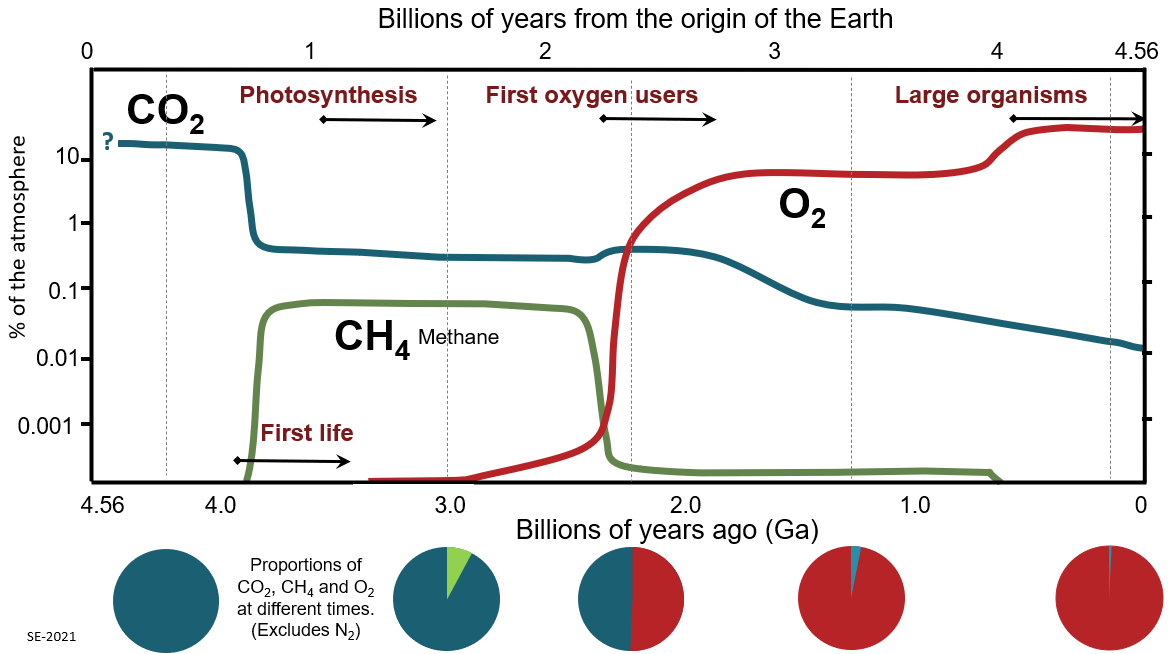 Billions of years from the origin of the Earth
0 1 2 3 4 4.56
Photosynthesis First oxygen users Large organisms
CO₂
?
% of the atmosphere
10
1
0.1
0.01
0.001
O₂
CH₄ Methane
First life
4.56 4.0 3.0 2.0 1.0 0
Billions of years ago (Ga)
Proportions of
CO₂, CH₄ and O₂
at different times.
(Excludes N₂)
SE-2021